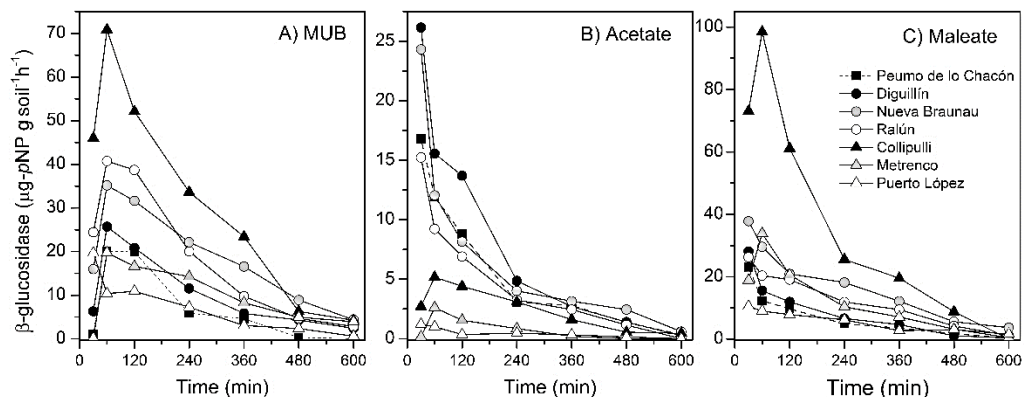 β-glucosidase (μg-pNP g soil⁻¹h⁻¹)
A) MUB
70
60
50
40
30
20
10
0
0 120 240 360 480 600
Time (min)
B) Acetate
25
20
15
10
5
0
0 120 240 360 480 600
Time (min)
C) Maleate
100
80
60
40
20
0
0 120 240 360 480 600
Time (min)
Peumo de lo Chacón
Diguillín
Nueva Braunau
Ralún
Collipulli
Metrenco
Puerto López